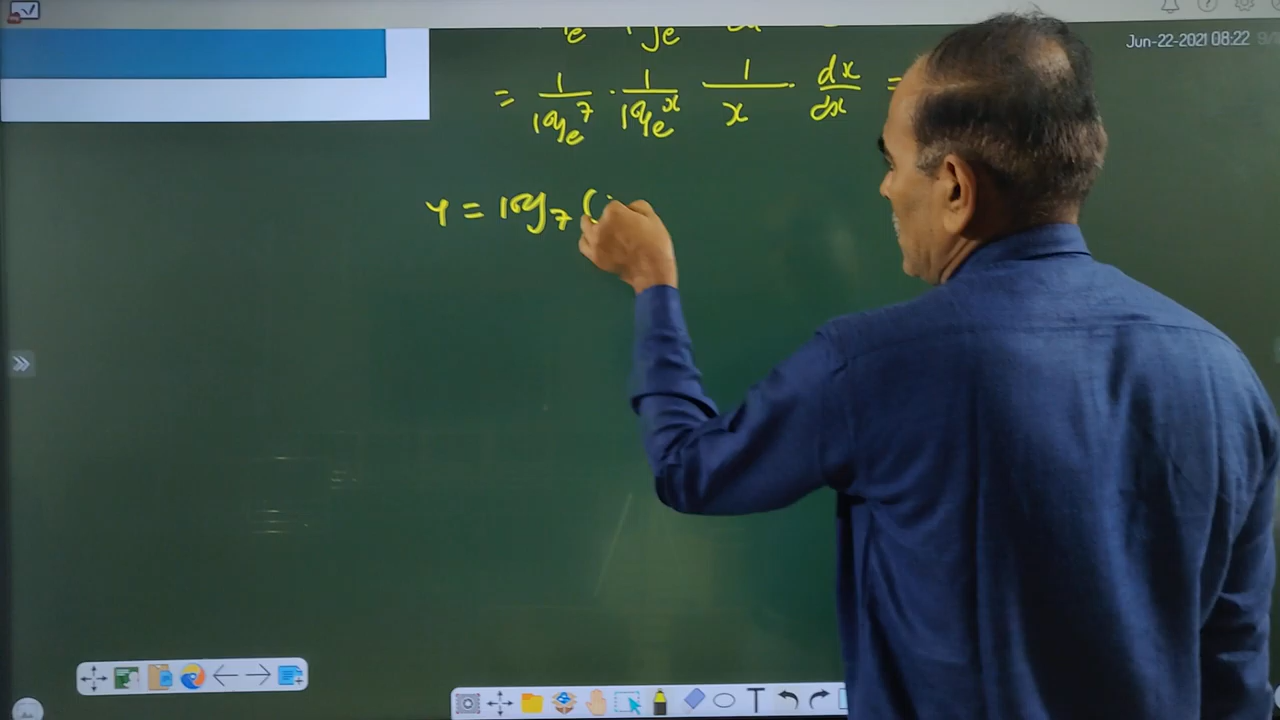 Jun-22-2021 08:22
= 1/log_e 7 · 1/log_e x 1/x · dx/dx =
y = log_7 (
T